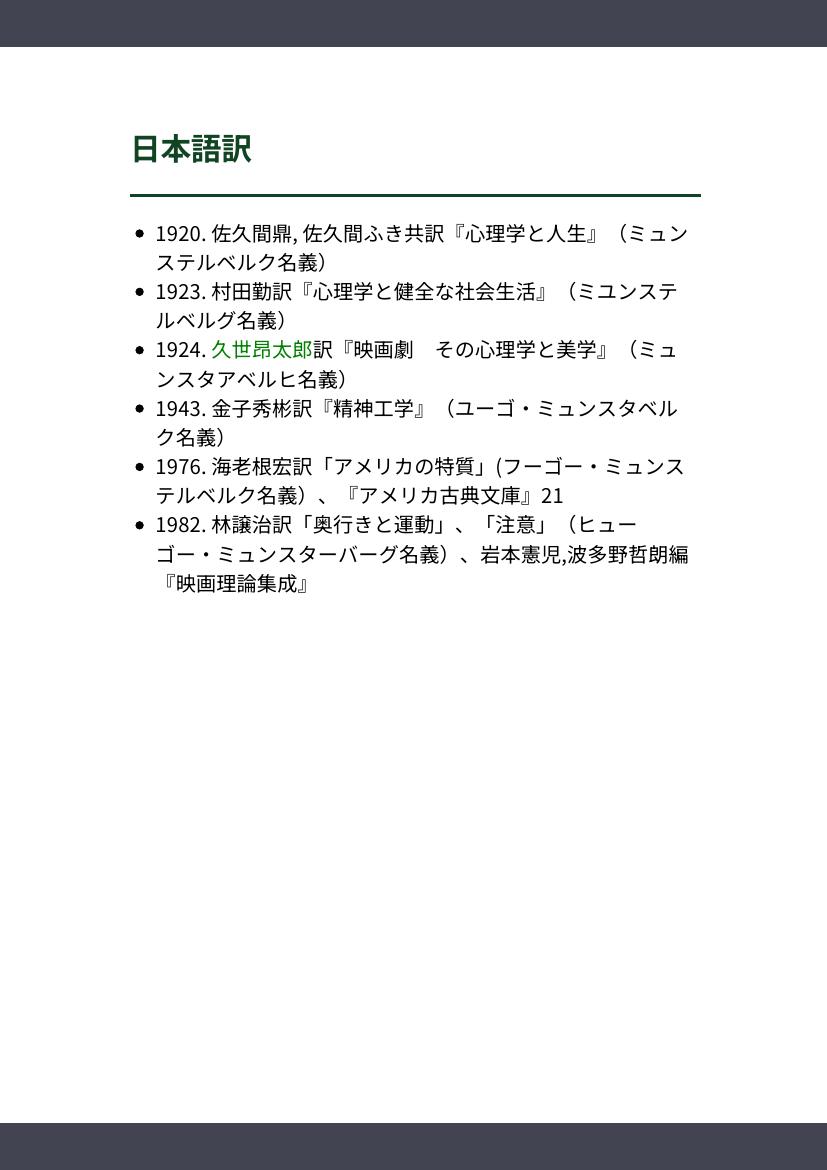 日本語訳
1920. 佐久間鼎, 佐久間ふき共訳『心理学と人生』（ミュン
ステルベルク名義）
1923. 村田勤訳『心理学と健全な社会生活』（ミユンステ
ルベルグ名義）
1924. 久世昂太郎訳『映画劇　その心理学と美学』（ミュ
ンスタアベルヒ名義）
1943. 金子秀彬訳『精神工学』（ユーゴ・ミュンスタベル
ク名義）
1976. 海老根宏訳「アメリカの特質」(フーゴー・ミュンス
テルベルク名義）、『アメリカ古典文庫』21
1982. 林譲治訳「奥行きと運動」、「注意」（ヒュー
ゴー・ミュンスターバーグ名義）、岩本憲児,波多野哲朗編
『映画理論集成』